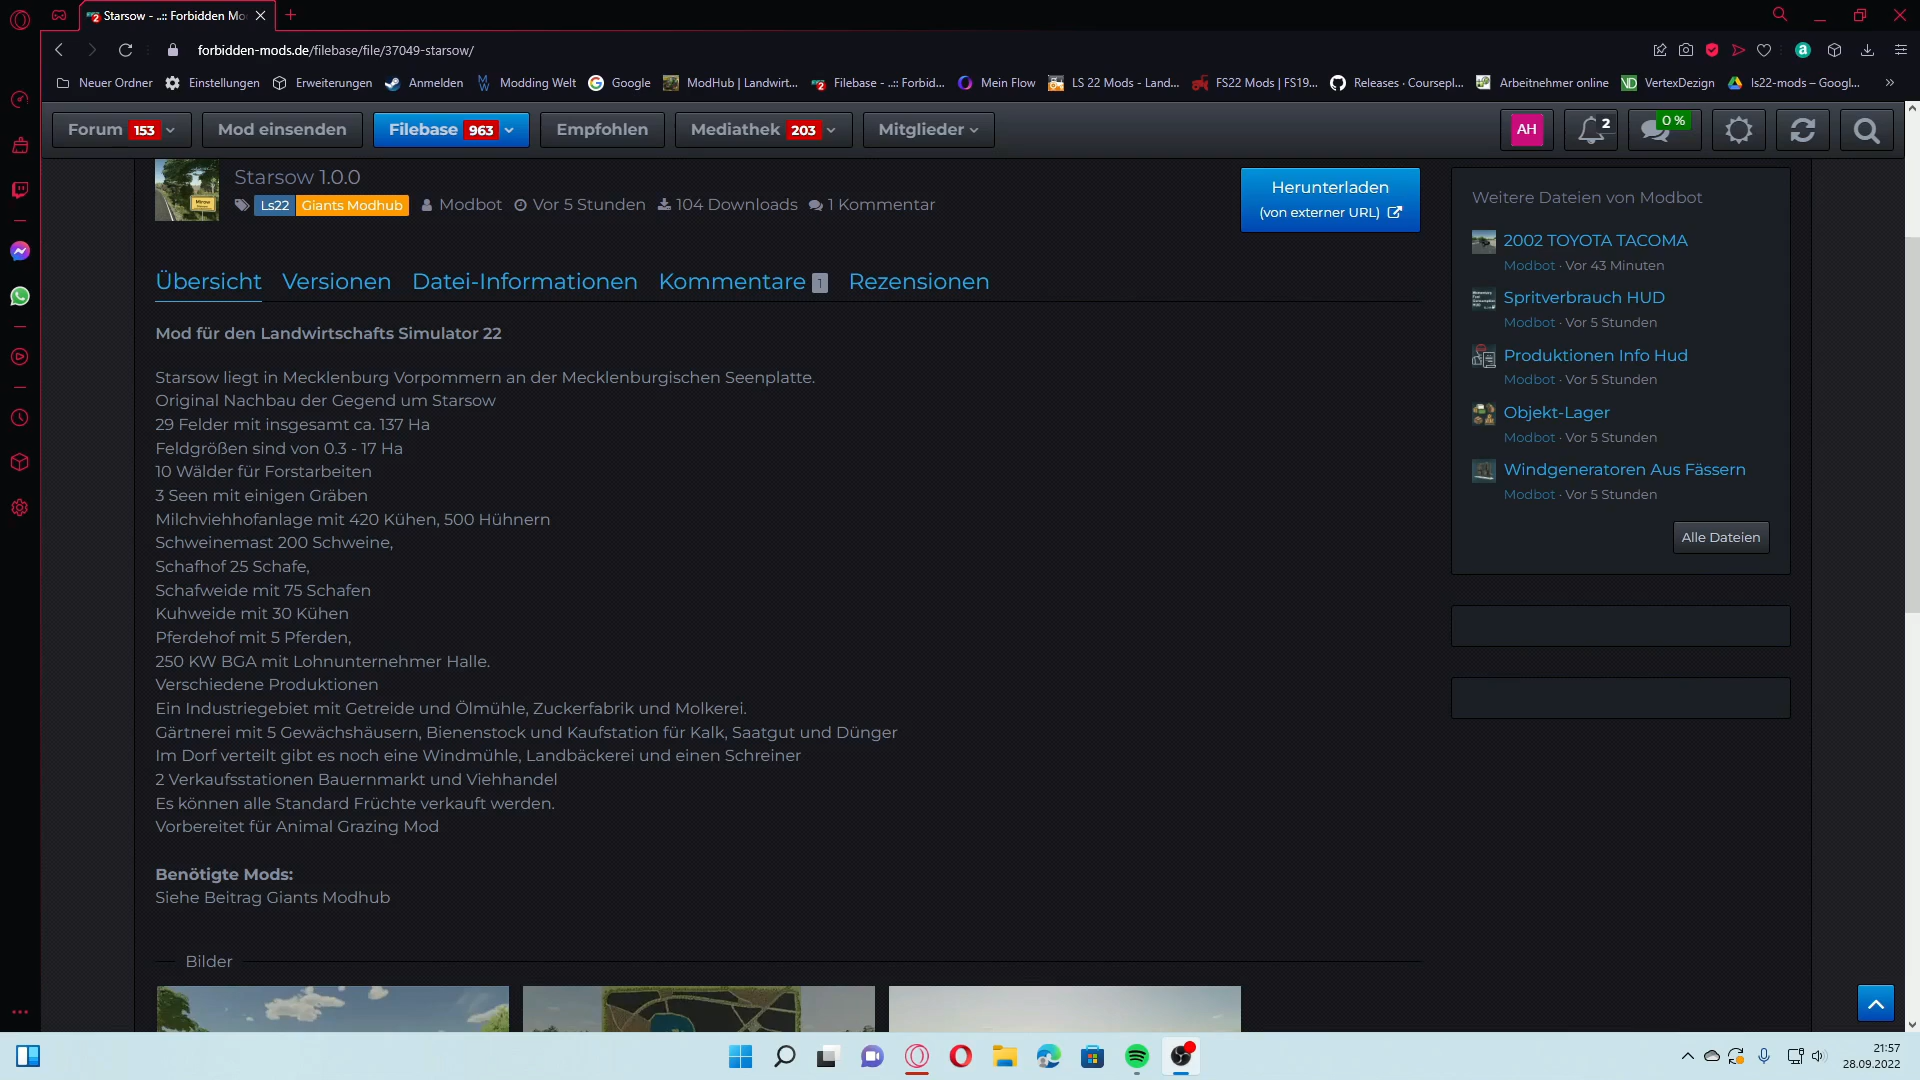 Starsow - ..:: Forbidden Mo
forbidden-mods.de/filebase/file/37049-starsow/
Neuer Ordner
Einstellungen
Erweiterungen
Anmelden
Modding Welt
Google
ModHub | Landwirt...
Filebase - ..:: Forbid...
Mein Flow
LS 22 Mods - Land...
FS22 Mods | FS19...
Releases · Coursepl...
Arbeitnehmer online
VertexDezign
ls22-mods – Googl...
Forum 153
Mod einsenden
Filebase 963
Empfohlen
Mediathek 203
Mitglieder
AH
2
0 %
Starsow 1.0.0
Ls22 Giants Modhub Modbot Vor 5 Stunden 104 Downloads 1 Kommentar
Herunterladen
(von externer URL)
Übersicht Versionen Datei-Informationen Kommentare 1 Rezensionen
Mod für den Landwirtschafts Simulator 22
Starsow liegt in Mecklenburg Vorpommern an der Mecklenburgischen Seenplatte.
Original Nachbau der Gegend um Starsow
29 Felder mit insgesamt ca. 137 Ha
Feldgrößen sind von 0.3 - 17 Ha
10 Wälder für Forstarbeiten
3 Seen mit einigen Gräben
Milchviehhofanlage mit 420 Kühen, 500 Hühnern
Schweinemast 200 Schweine,
Schafhof 25 Schafe,
Schafweide mit 75 Schafen
Kuhweide mit 30 Kühen
Pferdehof mit 5 Pferden,
250 KW BGA mit Lohnunternehmer Halle.
Verschiedene Produktionen
Ein Industriegebiet mit Getreide und Ölmühle, Zuckerfabrik und Molkerei.
Gärtnerei mit 5 Gewächshäusern, Bienenstock und Kaufstation für Kalk, Saatgut und Dünger
Im Dorf verteilt gibt es noch eine Windmühle, Landbäckerei und einen Schreiner
2 Verkaufsstationen Bauernmarkt und Viehhandel
Es können alle Standard Früchte verkauft werden.
Vorbereitet für Animal Grazing Mod
Benötigte Mods:
Siehe Beitrag Giants Modhub
Bilder
Weitere Dateien von Modbot
2002 TOYOTA TACOMA
Modbot · Vor 43 Minuten
Spritverbrauch HUD
Modbot · Vor 5 Stunden
Produktionen Info Hud
Modbot · Vor 5 Stunden
Objekt-Lager
Modbot · Vor 5 Stunden
Windgeneratoren Aus Fässern
Modbot · Vor 5 Stunden
Alle Dateien
21:57
28.09.2022